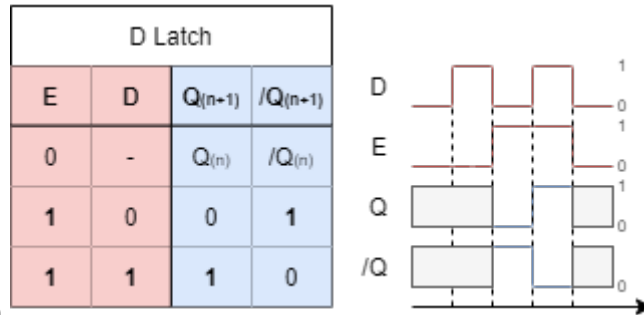 D Latch
E D Q(n+1) /Q(n+1)
0 - Q(n) /Q(n)
1 0 0 1
1 1 1 0
D 1
0
E 1
0
Q 1
0
/Q 1
0